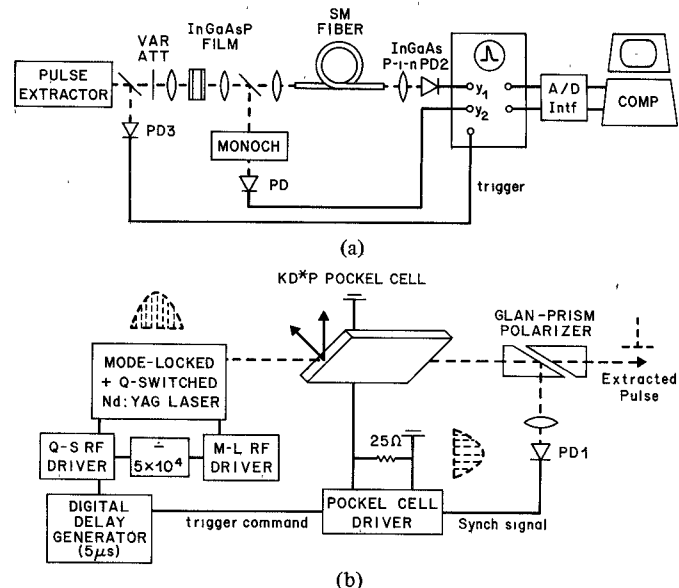 PULSE
EXTRACTOR
VAR
ATT
InGaAsP
FILM
SM
FIBER
InGaAs
P-i-n PD2
y₁
y₂
A/D
Intf
COMP
PD3
MONOCH
PD
trigger
(a)
KD*P POCKEL CELL
GLAN-PRISM
POLARIZER
MODE-LOCKED
+ Q-SWITCHED
Nd:YAG LASER
Extracted
Pulse
Q-S RF
DRIVER
÷
5×10⁴
M-L RF
DRIVER
25Ω
PD1
DIGITAL
DELAY
GENERATOR
(5μs)
trigger command
POCKEL CELL
DRIVER
Synch signal
(b)